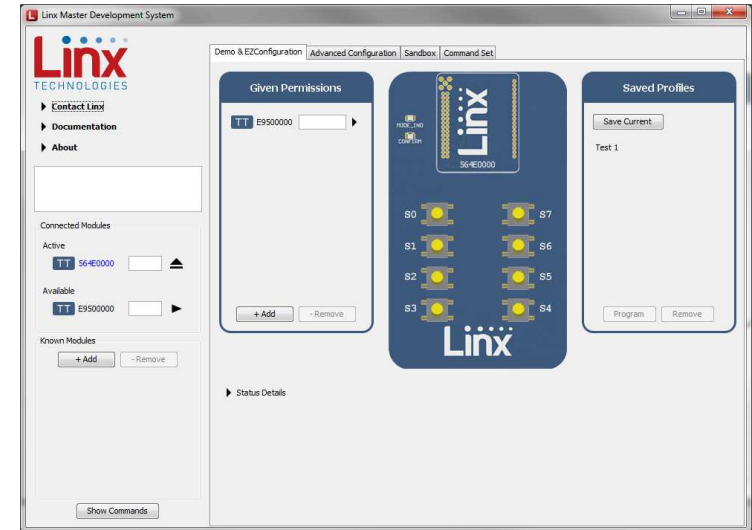 Linx Master Development System
Linx
TECHNOLOGIES
Contact Linx
Documentation
About
Connected Modules
Active
TT 564E0000
Available
TT E9500000
Known Modules
+ Add - Remove
Show Commands
Demo & EZConfiguration Advanced Configuration Sandbox Command Set
Given Permissions
TT E9500000
+ Add - Remove
MODE_IND
CONFIRM
Linx
564E0000
S0 S7
S1 S6
S2 S5
S3 S4
Linx
Saved Profiles
Save Current
Test 1
Program Remove
Status Details